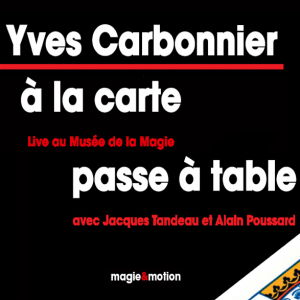 Yves Carbonnier
à la carte
Live au Musée de la Magie
passe à table
avec Jacques Tandeau et Alain Poussard
magie&motion